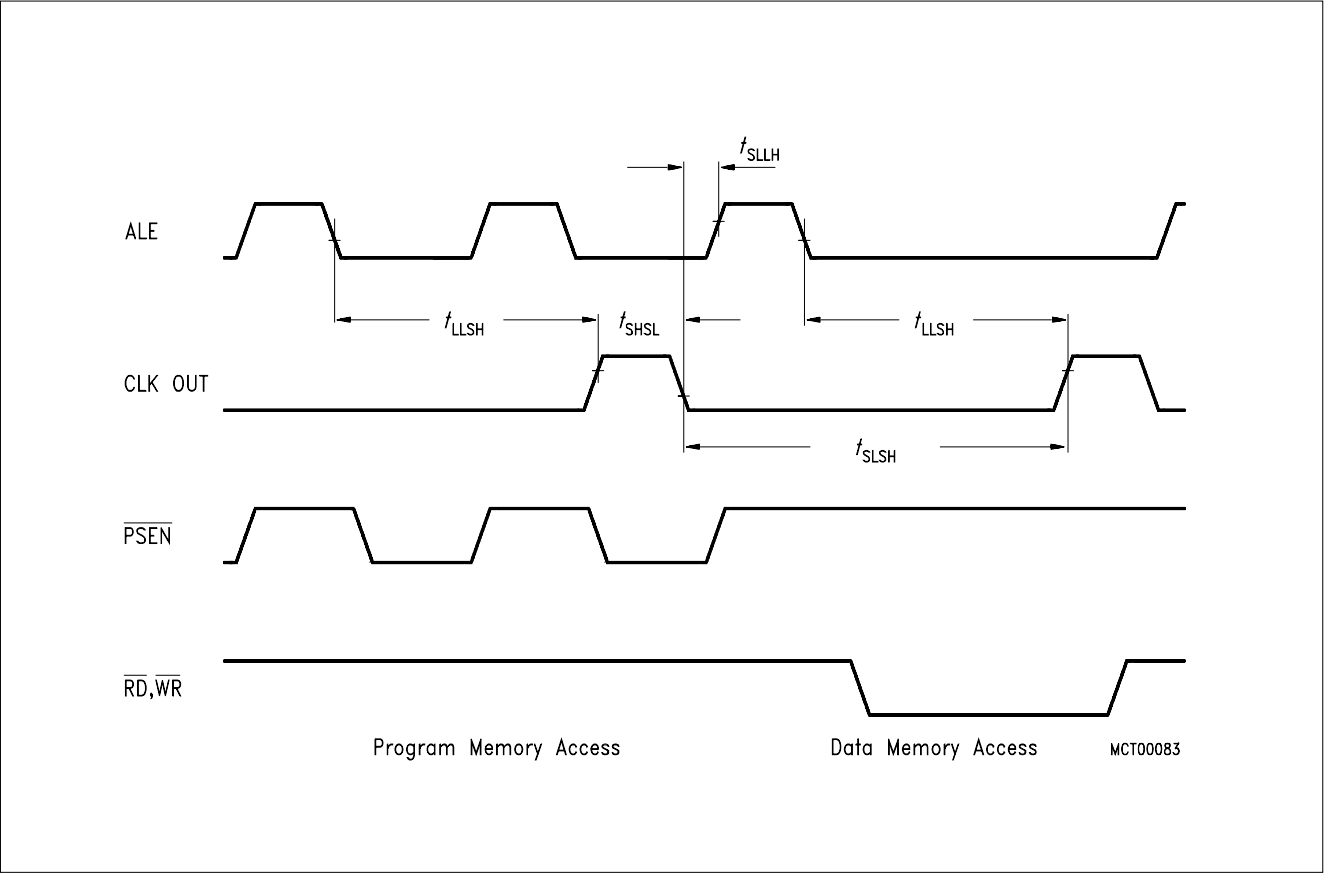 tSLLH
ALE
tLLSH
tSHSL
tLLSH
CLK OUT
tSLSH
PSEN
RD,WR
Program Memory Access
Data Memory Access
MCT00083